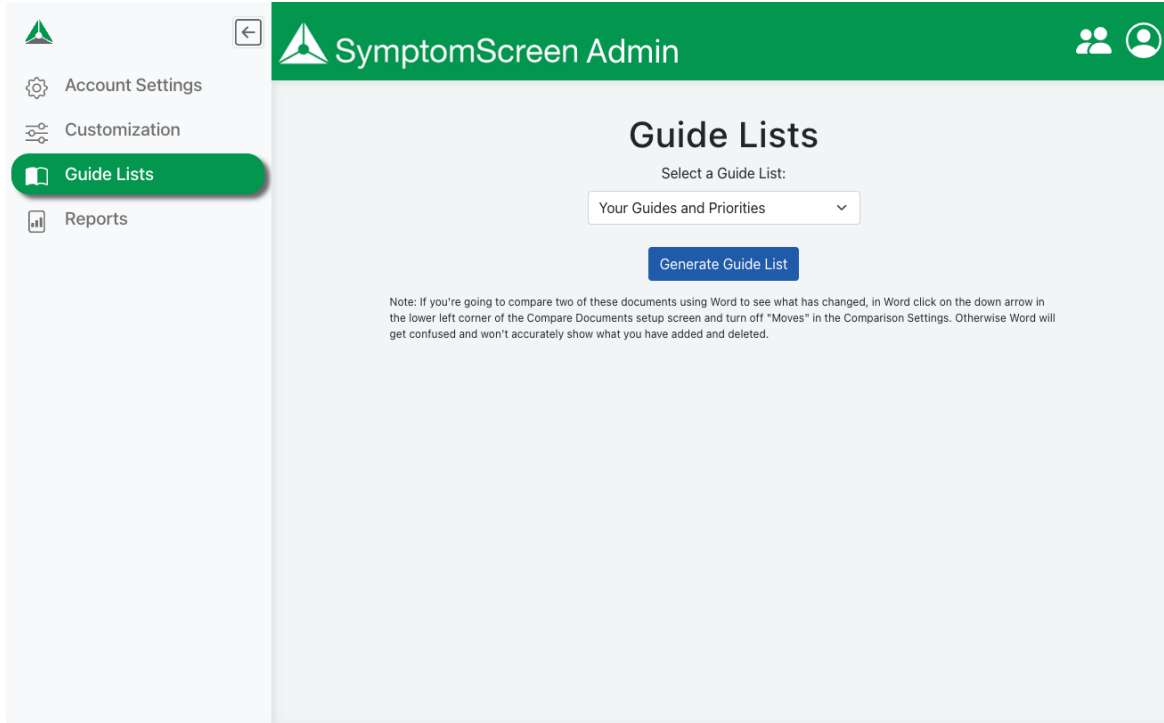 Account Settings
Customization
Guide Lists
Reports
SymptomScreen Admin
Guide Lists
Select a Guide List:
Your Guides and Priorities
Generate Guide List
Note: If you're going to compare two of these documents using Word to see what has changed, in Word click on the down arrow in
the lower left corner of the Compare Documents setup screen and turn off "Moves" in the Comparison Settings. Otherwise Word will
get confused and won't accurately show what you have added and deleted.